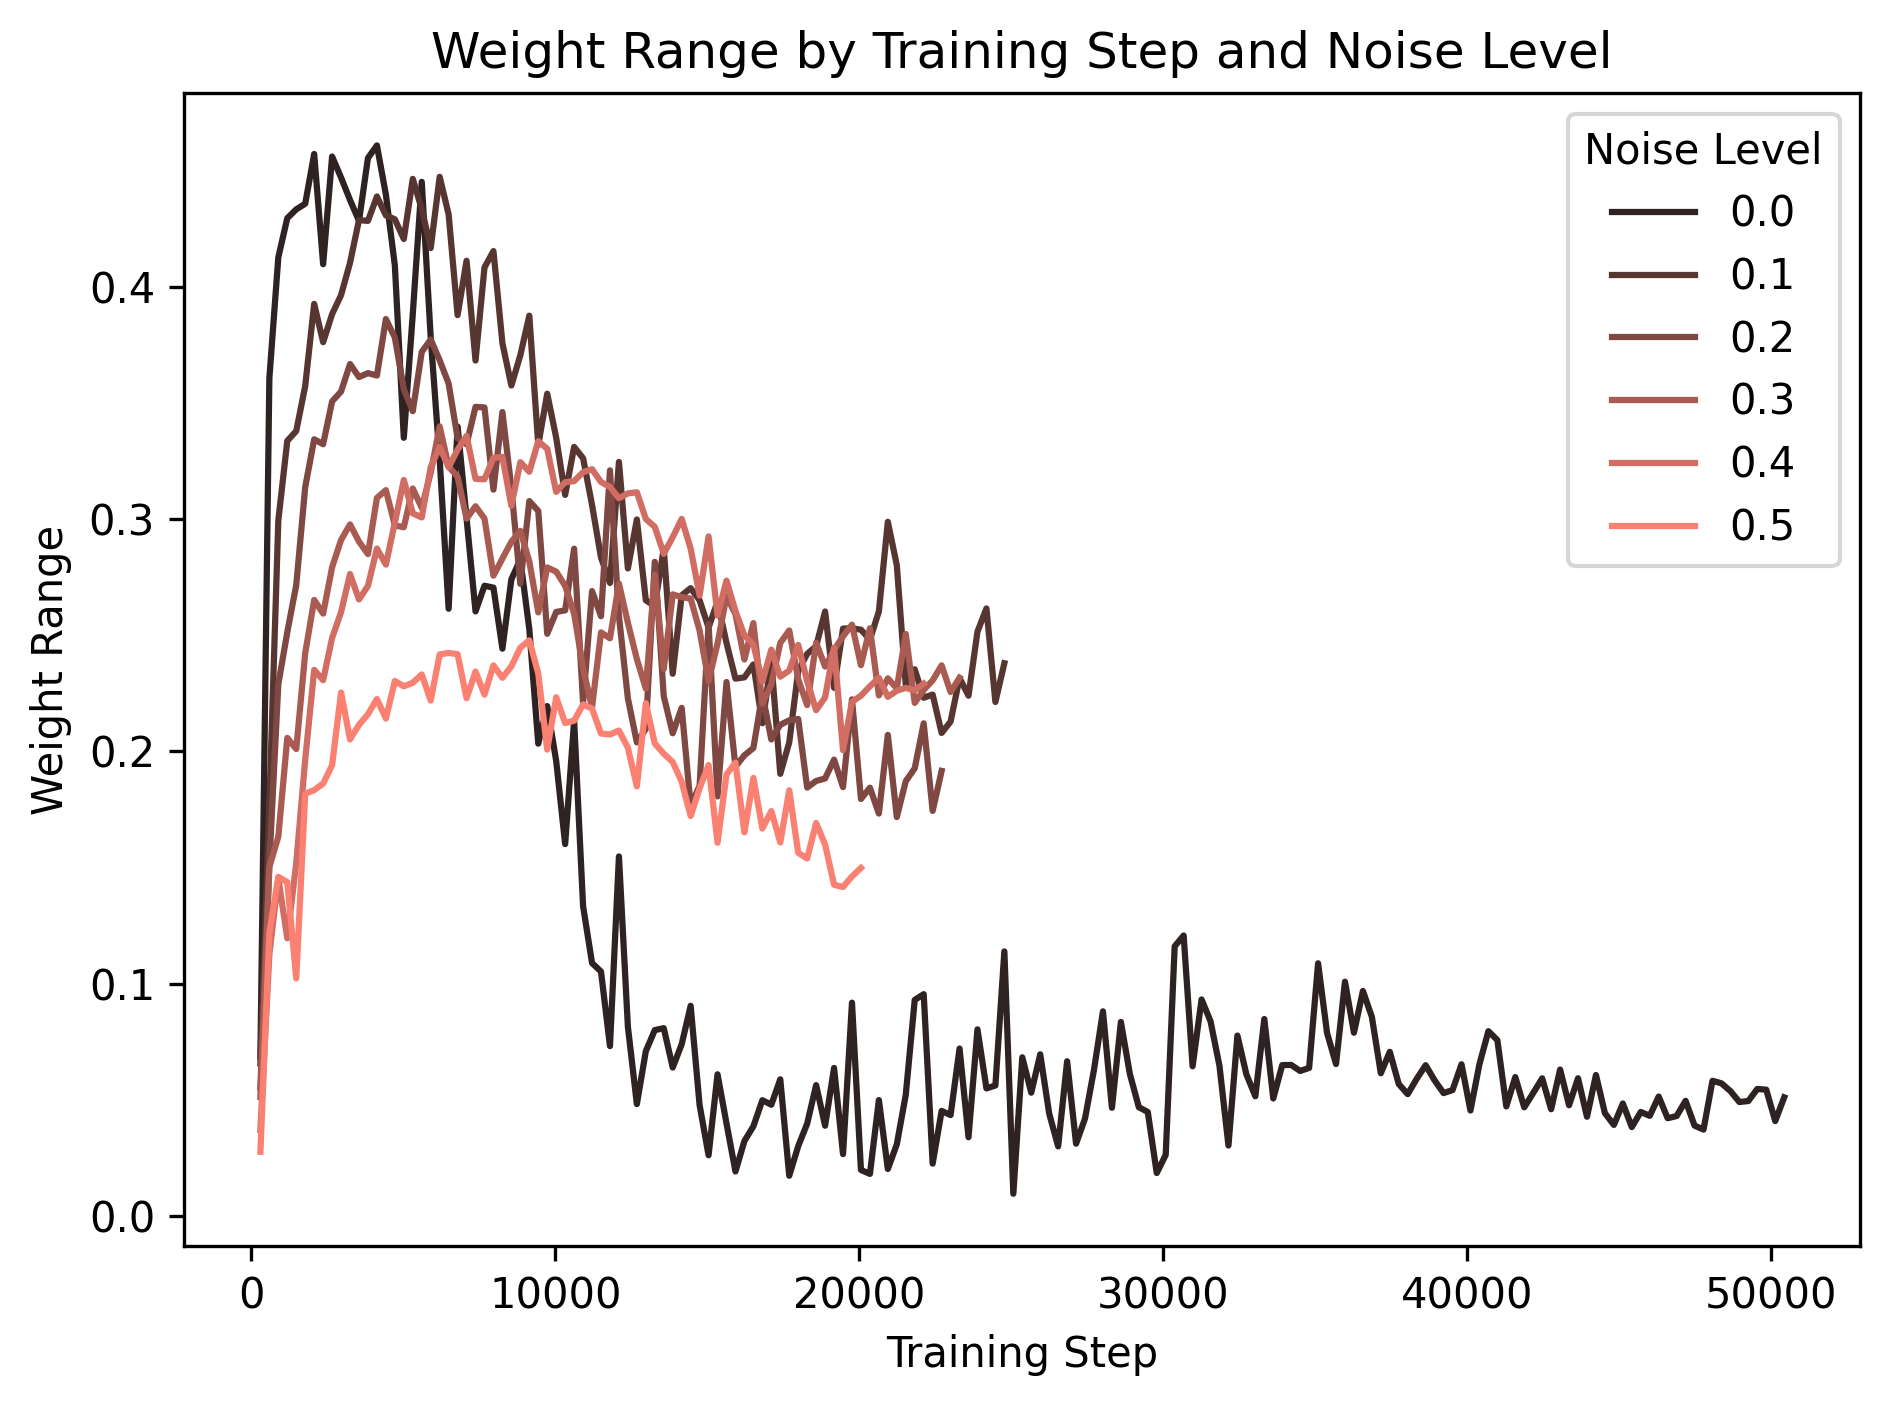 Weight Range by Training Step and Noise Level
Noise Level
0.0
0.1
0.2
0.3
0.4
0.5
Weight Range
0.4
0.3
0.2
0.1
0.0
0 10000 20000 30000 40000 50000
Training Step